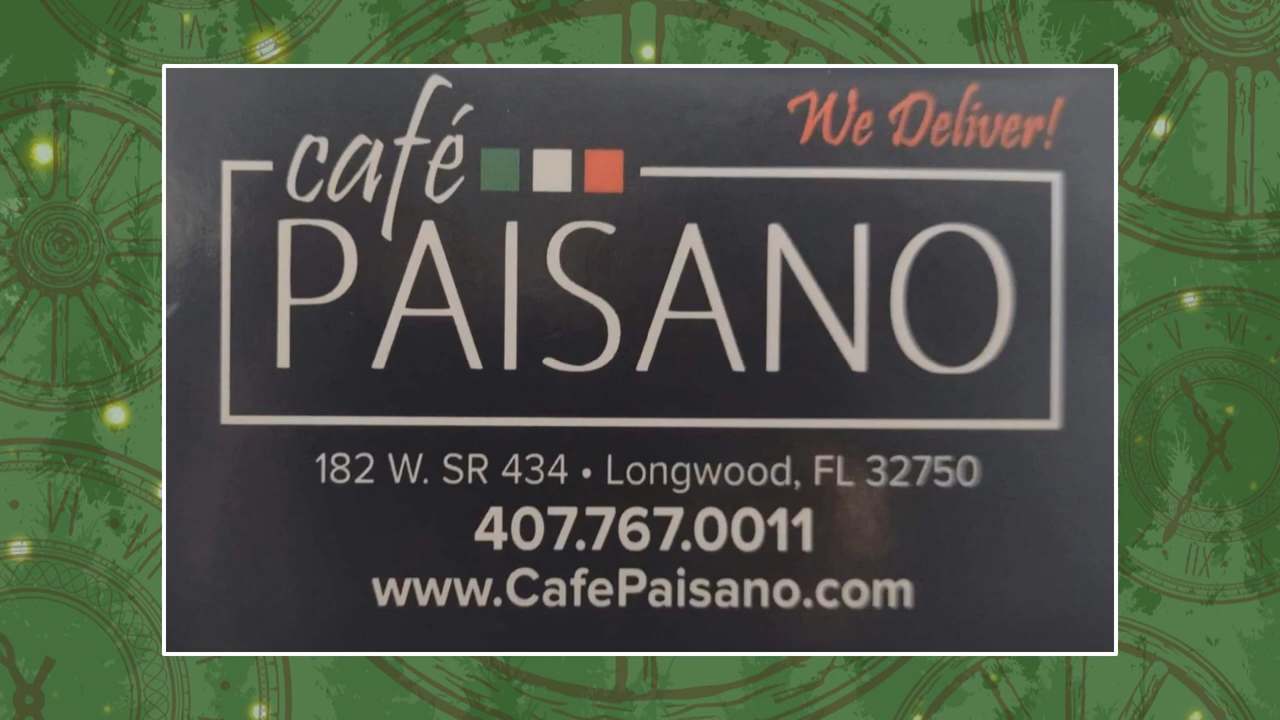 We Deliver!
café
PAISANO
182 W. SR 434 • Longwood, FL 32750
407.767.0011
www.CafePaisano.com